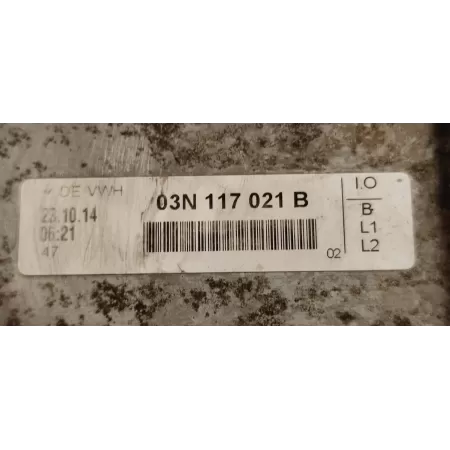 DE VWH
23.10.14
06:21
47
03N 117 021 B
02
I.O
B
L1
L2